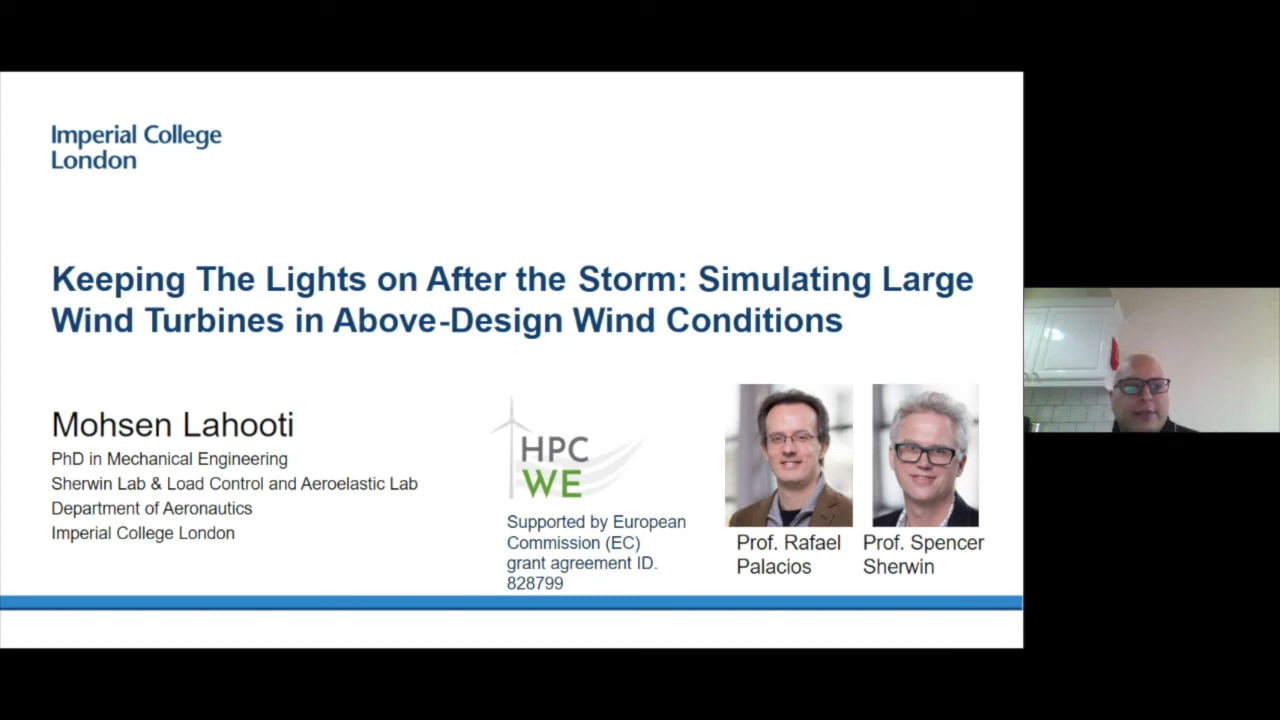 Imperial College
London
Keeping The Lights on After the Storm: Simulating Large
Wind Turbines in Above-Design Wind Conditions
Mohsen Lahooti
PhD in Mechanical Engineering
Sherwin Lab & Load Control and Aeroelastic Lab
Department of Aeronautics
Imperial College London
HPC
WE
Supported by European
Commission (EC)
grant agreement ID.
828799
Prof. Rafael
Palacios
Prof. Spencer
Sherwin